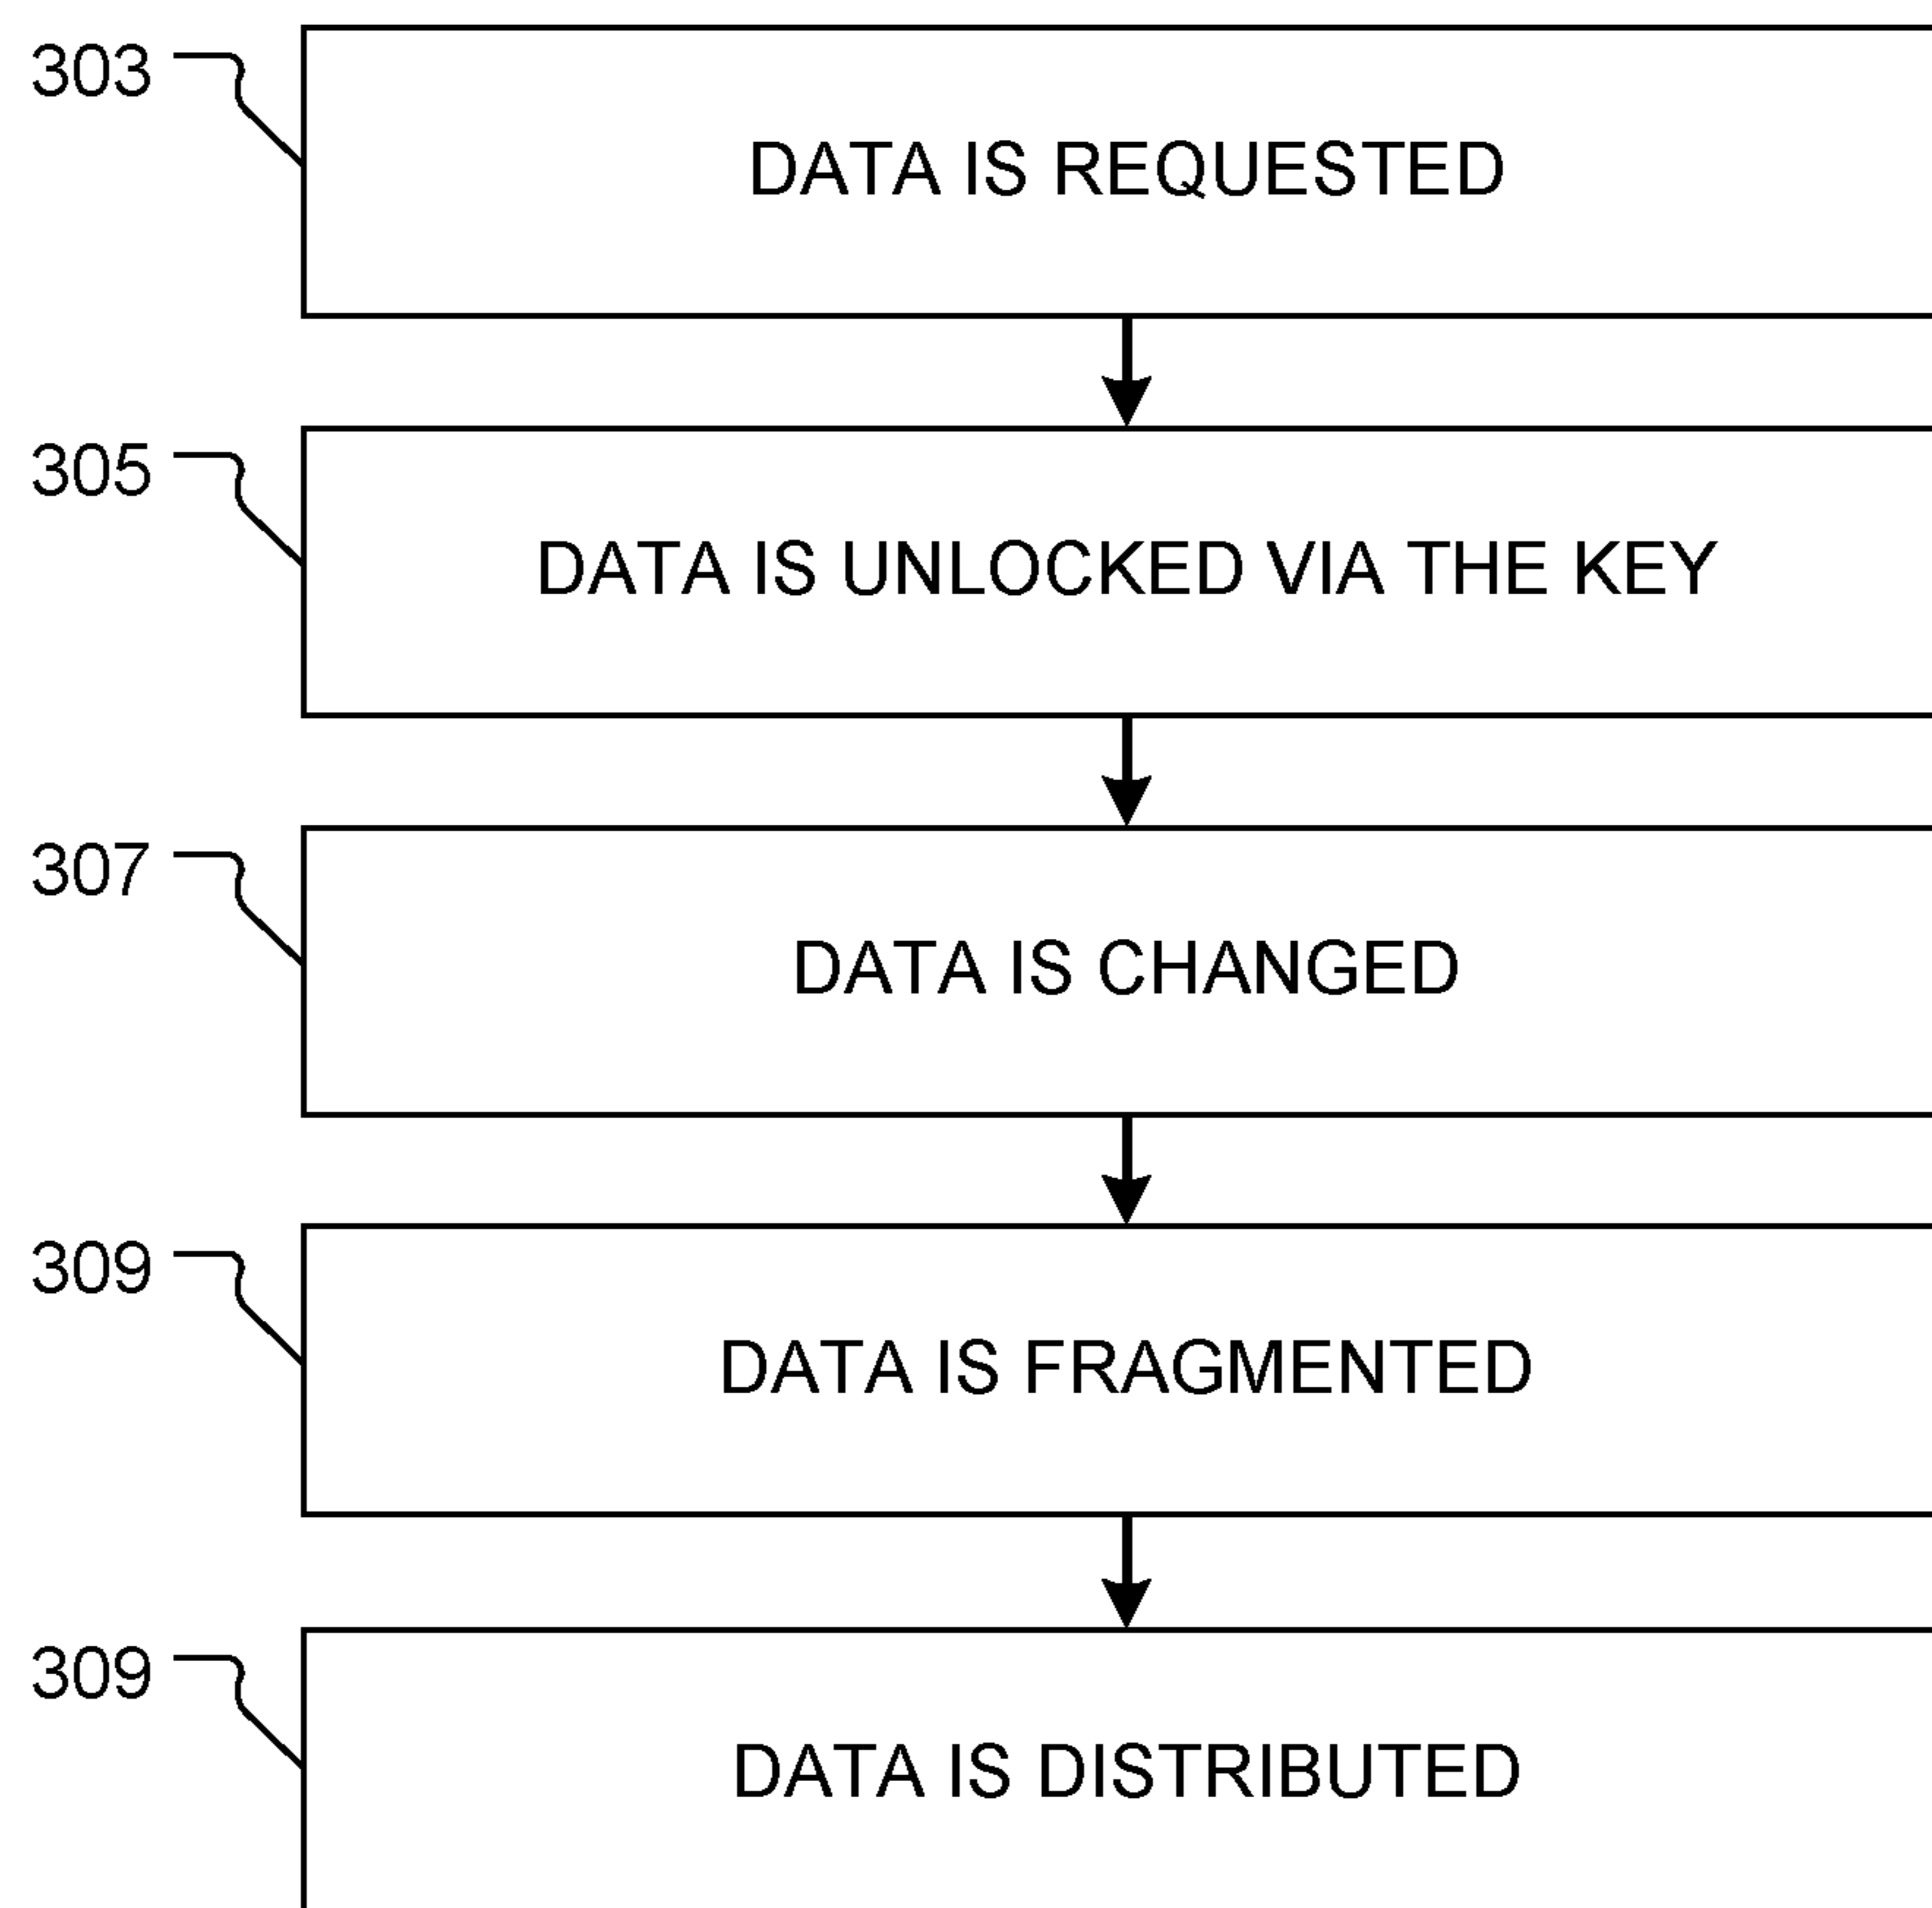 303
DATA IS REQUESTED
305
DATA IS UNLOCKED VIA THE KEY
307
DATA IS CHANGED
309
DATA IS FRAGMENTED
309
DATA IS DISTRIBUTED